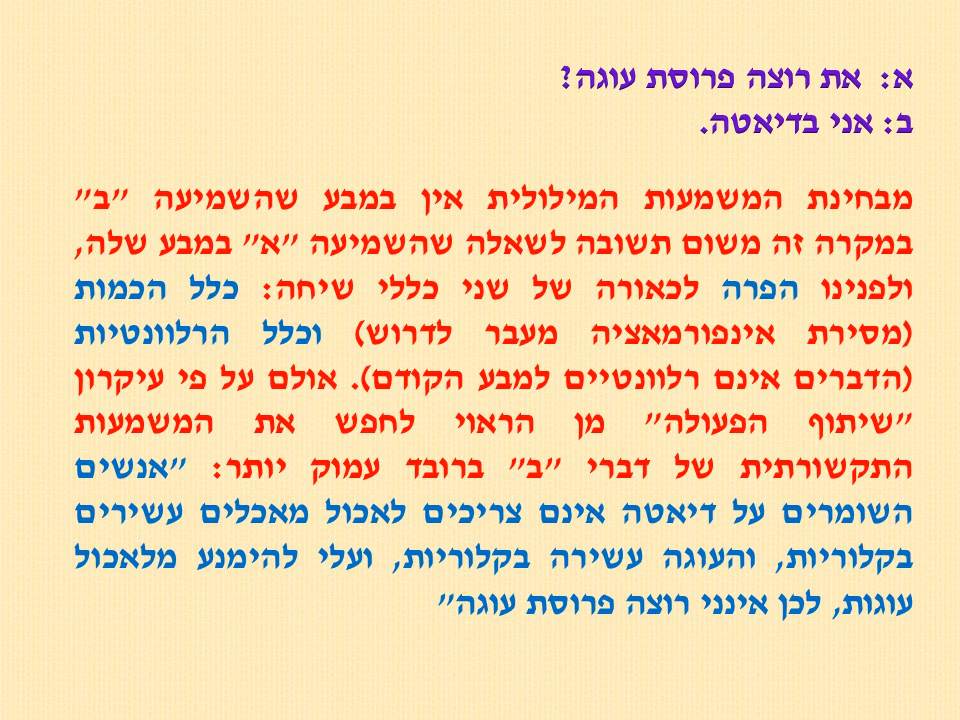 א: את רוצה פרוסת עוגה?
ב: אני בדיאטה.
מבחינת המשמעות המילולית אין במבע שהשמיעה "ב"
במקרה זה משום תשובה לשאלה שהשמיעה "א" במבע שלה,
ולפנינו הפרה לכאורה של שני כללי שיחה: כלל הכמות
(מסירת אינפורמאציה מעבר לדרוש) וכלל הרלוונטיות
(הדברים אינם רלוונטיים למבע הקודם). אולם על פי עיקרון
"שיתוף הפעולה" מן הראוי לחפש את המשמעות
התקשורתית של דברי "ב" ברובד עמוק יותר: "אנשים
השומרים על דיאטה אינם צריכים לאכול מאכלים עשירים
בקלוריות, והעוגה עשירה בקלוריות, ועלי להימנע מלאכול
עוגות, לכן אינני רוצה פרוסת עוגה"